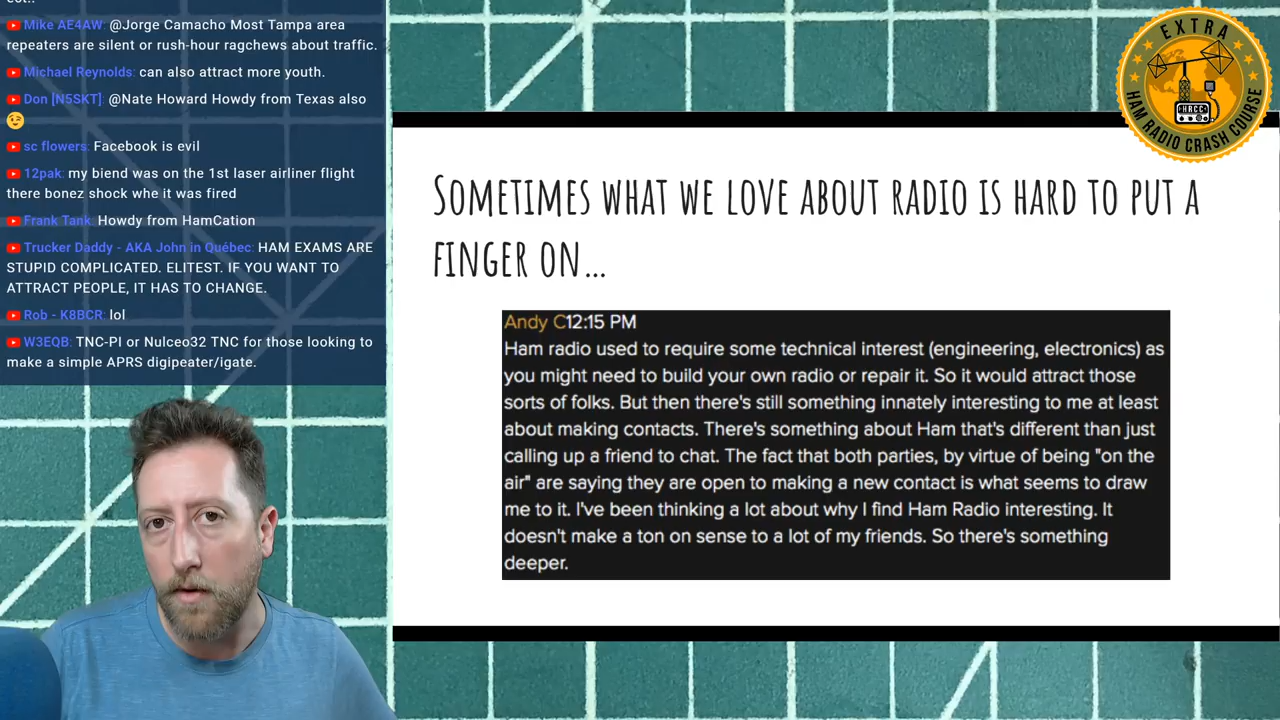 Mike AE4AW: @Jorge Camacho Most Tampa area
repeaters are silent or rush-hour ragchews about traffic.
Michael Reynolds: can also attract more youth.
Don [N5SKT]: @Nate Howard Howdy from Texas also
😉
sc flowers: Facebook is evil
12pak: my biend was on the 1st laser airliner flight
there bonez shock whe it was fired
Frank Tank: Howdy from HamCation
Trucker Daddy - AKA John in Québec: HAM EXAMS ARE
STUPID COMPLICATED. ELITEST. IF YOU WANT TO
ATTRACT PEOPLE, IT HAS TO CHANGE.
Rob - K8BCR: lol
W3EQB: TNC-PI or Nulceo32 TNC for those looking to
make a simple APRS digipeater/igate.
EXTRA
HRCC
HAM RADIO CRASH COURSE
SOMETIMES WHAT WE LOVE ABOUT RADIO IS HARD TO PUT A
FINGER ON...
Andy C12:15 PM
Ham radio used to require some technical interest (engineering, electronics) as
you might need to build your own radio or repair it. So it would attract those
sorts of folks. But then there's still something innately interesting to me at least
about making contacts. There's something about Ham that's different than just
calling up a friend to chat. The fact that both parties, by virtue of being "on the
air" are saying they are open to making a new contact is what seems to draw
me to it. I've been thinking a lot about why I find Ham Radio interesting. It
doesn't make a ton on sense to a lot of my friends. So there's something
deeper.